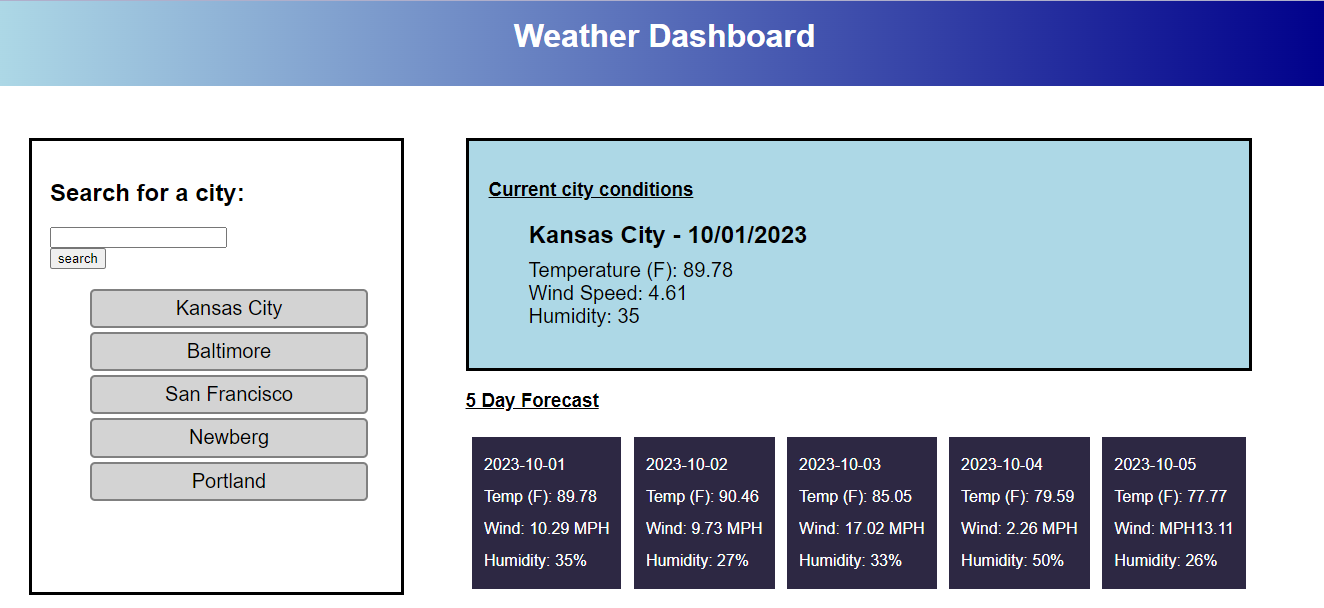 Weather Dashboard
Search for a city:
search
Kansas City
Baltimore
San Francisco
Newberg
Portland
Current city conditions
Kansas City - 10/01/2023
Temperature (F): 89.78
Wind Speed: 4.61
Humidity: 35
5 Day Forecast
2023-10-01
Temp (F): 89.78
Wind: 10.29 MPH
Humidity: 35%
2023-10-02
Temp (F): 90.46
Wind: 9.73 MPH
Humidity: 27%
2023-10-03
Temp (F): 85.05
Wind: 17.02 MPH
Humidity: 33%
2023-10-04
Temp (F): 79.59
Wind: 2.26 MPH
Humidity: 50%
2023-10-05
Temp (F): 77.77
Wind: MPH13.11
Humidity: 26%